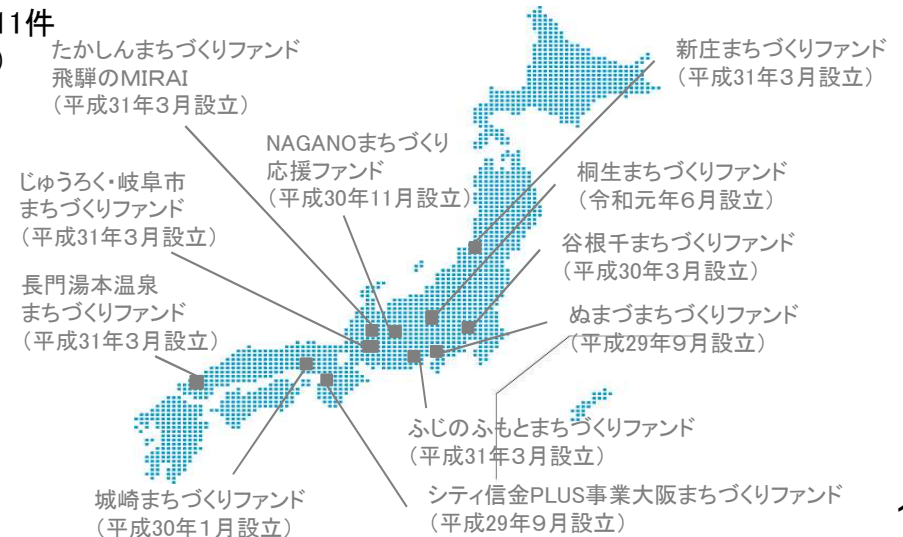 11件
)
たかしんまちづくりファンド
飛騨のMIRAI
(平成31年3月設立)
新庄まちづくりファンド
(平成31年3月設立)
NAGANOまちづくり
応援ファンド
(平成30年11月設立)
桐生まちづくりファンド
(令和元年6月設立)
じゅうろく・岐阜市
まちづくりファンド
(平成31年3月設立)
谷根千まちづくりファンド
(平成30年3月設立)
長門湯本温泉
まちづくりファンド
(平成31年3月設立)
ぬまづまちづくりファンド
(平成29年9月設立)
ふじのふもとまちづくりファンド
(平成31年3月設立)
城崎まちづくりファンド
(平成30年1月設立)
シティ信金PLUS事業大阪まちづくりファンド
(平成29年9月設立)